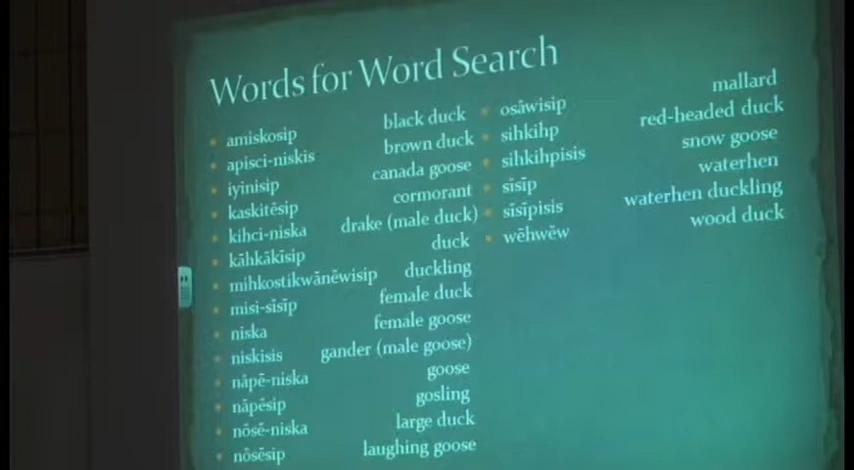 Words for Word Search
amiskosip
apisci-niskis
iyinisip
kaskitêsip
kihci-niska
kāhkākīsip
mihkostikwānēwisip
misi-sīsīp
niska
niskisis
nāpē-niska
nāpēsip
nōsē-niska
nōsēsip
black duck
brown duck
canada goose
cormorant
drake (male duck)
duck
duckling
female duck
female goose
gander (male goose)
goose
gosling
large duck
laughing goose
osāwisip
sihkihp
sihkihpisis
sīsīp
sīsīpisis
wēhwēw
mallard
red-headed duck
snow goose
waterhen
waterhen duckling
wood duck